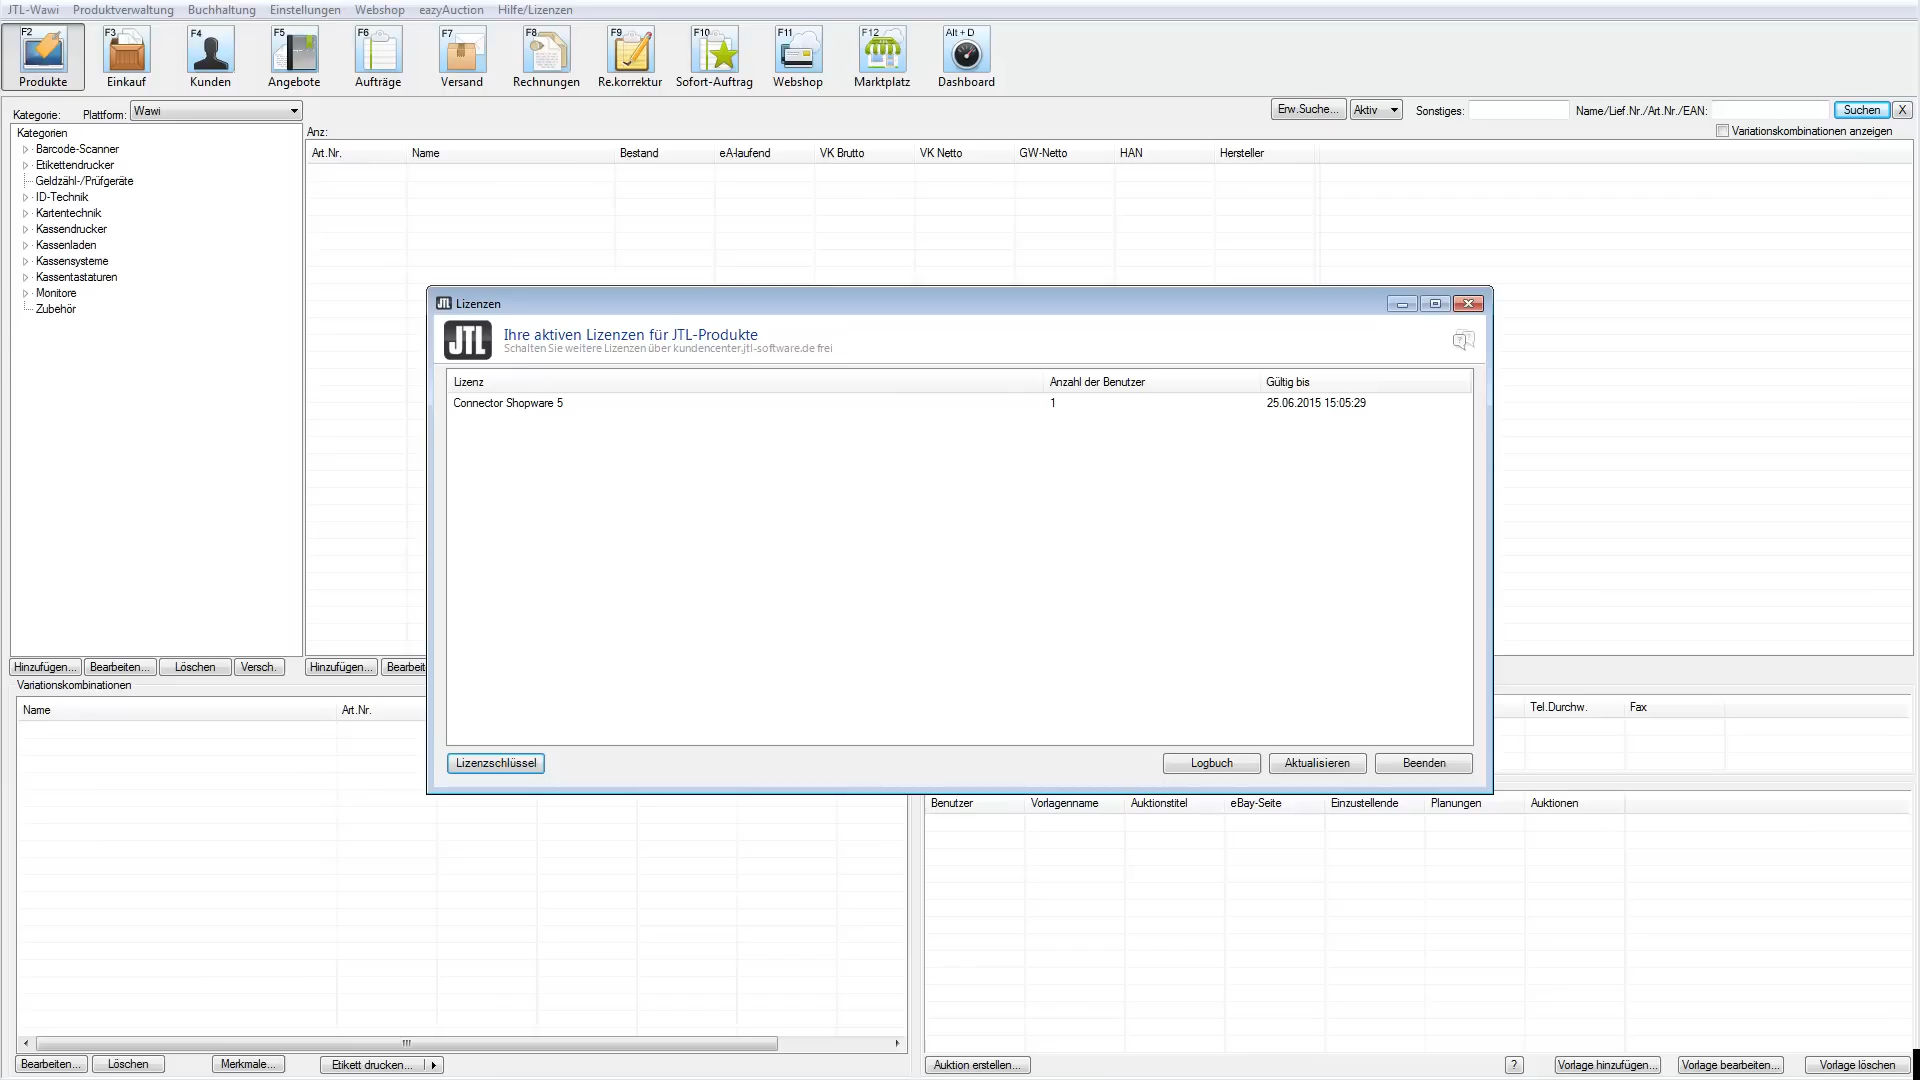 JTL-Wawi Produktverwaltung Buchhaltung Einstellungen Webshop eazyAuction Hilfe/Lizenzen
F2 F3 F4 F5 F6 F7 F8 F9 F10 F11 F12 Alt + D
Produkte Einkauf Kunden Angebote Aufträge Versand Rechnungen Re.korrektur Sofort-Auftrag Webshop Marktplatz Dashboard
Kategorie: Plattform: Wawi Erw.Suche... Aktiv Sonstiges: Name/Lief.Nr./Art.Nr./EAN: Suchen X
Anz: Variationskombinationen anzeigen
Kategorien
Barcode-Scanner
Etikettendrucker
Geldzähl-/Prüfgeräte
ID-Technik
Kartentechnik
Kassendrucker
Kassenladen
Kassensysteme
Kassentastaturen
Monitore
Zubehör
Art.Nr. Name Bestand eA-laufend VK Brutto VK Netto GW-Netto HAN Hersteller
JTL Lizenzen
JTL
Ihre aktiven Lizenzen für JTL-Produkte
Schalten Sie weitere Lizenzen über kundencenter.jtl-software.de frei
Lizenz Anzahl der Benutzer Gültig bis
Connector Shopware 5 1 25.06.2015 15:05:29
Lizenzschlüssel Logbuch Aktualisieren Beenden
Hinzufügen... Bearbeiten... Löschen Versch. Hinzufügen... Bearbeit
Variationskombinationen
Name Art.Nr.
Tel.Durchw. Fax
Benutzer Vorlagenname Auktionstitel eBay-Seite Einzustellende Planungen Auktionen
Bearbeiten... Löschen Merkmale... Etikett drucken... Auktion erstellen... ? Vorlage hinzufügen... Vorlage bearbeiten... Vorlage löschen